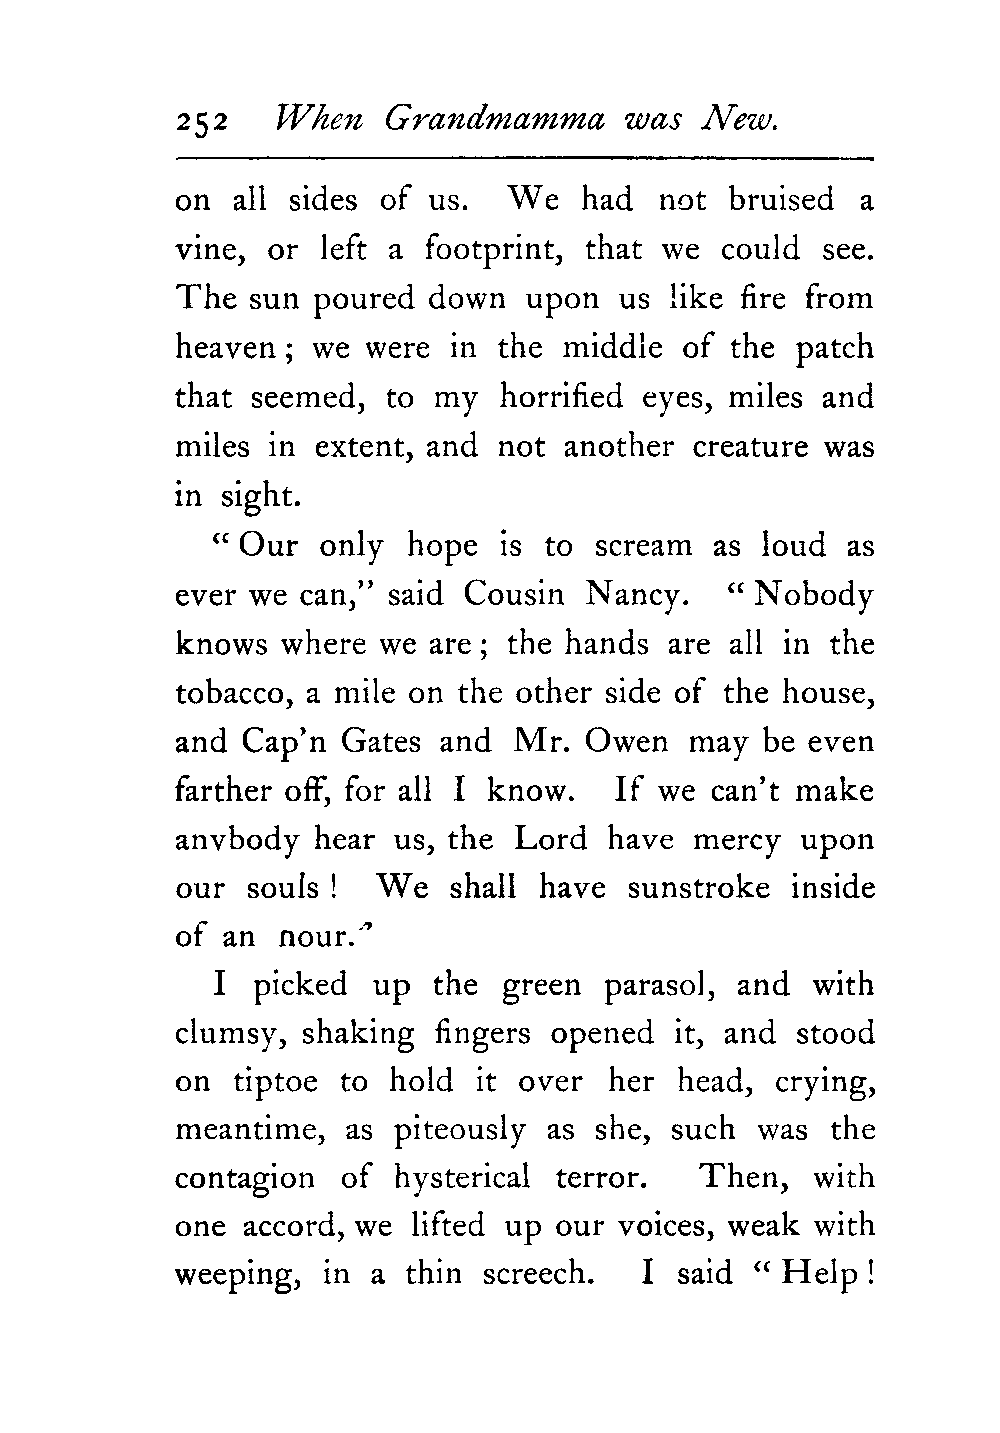 252 When Grandmamma was New.
on all sides of us. We had not bruised a
vine, or left a footprint, that we could see.
The sun poured down upon us like fire from
heaven ; we were in the middle of the patch
that seemed, to my horrified eyes, miles and
miles in extent, and not another creature was
in sight.
“ Our only hope is to scream as loud as
ever we can,” said Cousin Nancy. “ Nobody
knows where we are ; the hands are all in the
tobacco, a mile on the other side of the house,
and Cap’n Gates and Mr. Owen may be even
farther off, for all I know. If we can’t make
anybody hear us, the Lord have mercy upon
our souls ! We shall have sunstroke inside
of an hour.”
I picked up the green parasol, and with
clumsy, shaking fingers opened it, and stood
on tiptoe to hold it over her head, crying,
meantime, as piteously as she, such was the
contagion of hysterical terror. Then, with
one accord, we lifted up our voices, weak with
weeping, in a thin screech. I said “ Help !